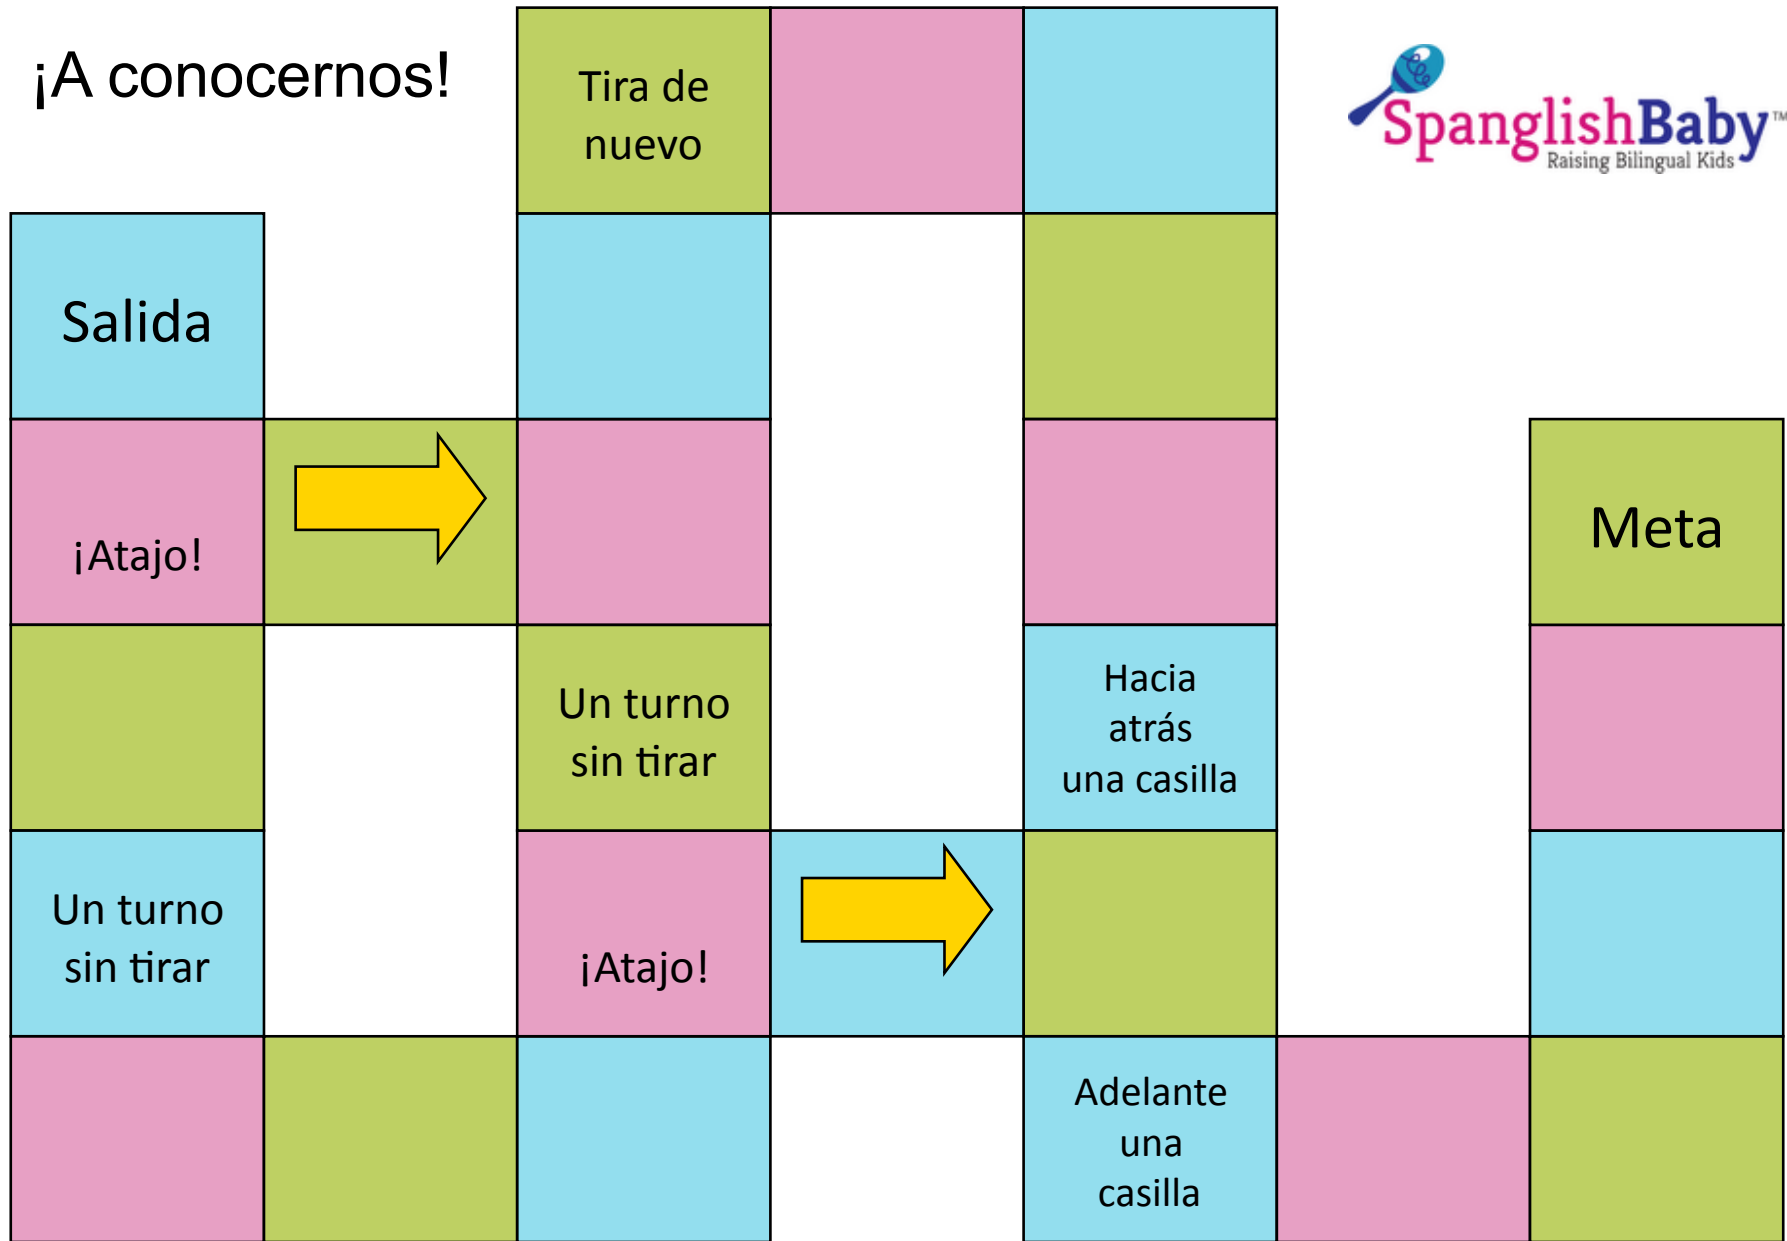 ¡A conocernos!
Tira de
nuevo
SpanglishBaby™
Raising Bilingual Kids
Salida
¡Atajo!
Meta
Un turno
sin tirar
Hacia
atrás
una casilla
Un turno
sin tirar
¡Atajo!
Adelante
una
casilla